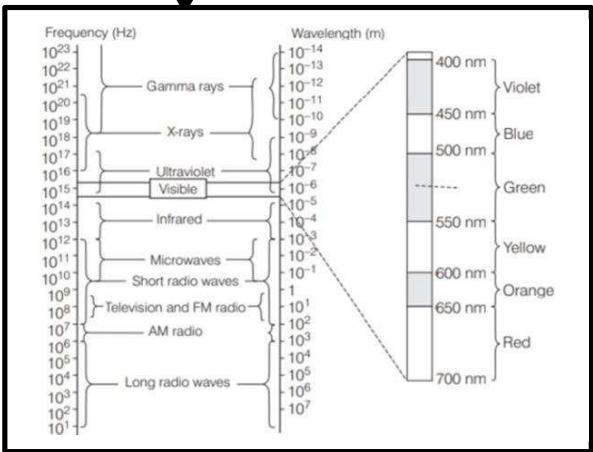 Frequency (Hz)
Wavelength (m)
10²³
10²²
10²¹
10²⁰
10¹⁹
10¹⁸
10¹⁷
10¹⁶
10¹⁵
10¹⁴
10¹³
10¹²
10¹¹
10¹⁰
10⁹
10⁸
10⁷
10⁶
10⁵
10⁴
10³
10²
10¹
Gamma rays
X-rays
Ultraviolet
Visible
Infrared
Microwaves
Short radio waves
Television and FM radio
AM radio
Long radio waves
10⁻¹⁴
10⁻¹³
10⁻¹²
10⁻¹¹
10⁻¹⁰
10⁻⁹
10⁻⁸
10⁻⁷
10⁻⁶
10⁻⁵
10⁻⁴
10⁻³
10⁻²
10⁻¹
1
10¹
10²
10³
10⁴
10⁵
10⁶
10⁷
400 nm
450 nm
500 nm
550 nm
600 nm
650 nm
700 nm
Violet
Blue
Green
Yellow
Orange
Red